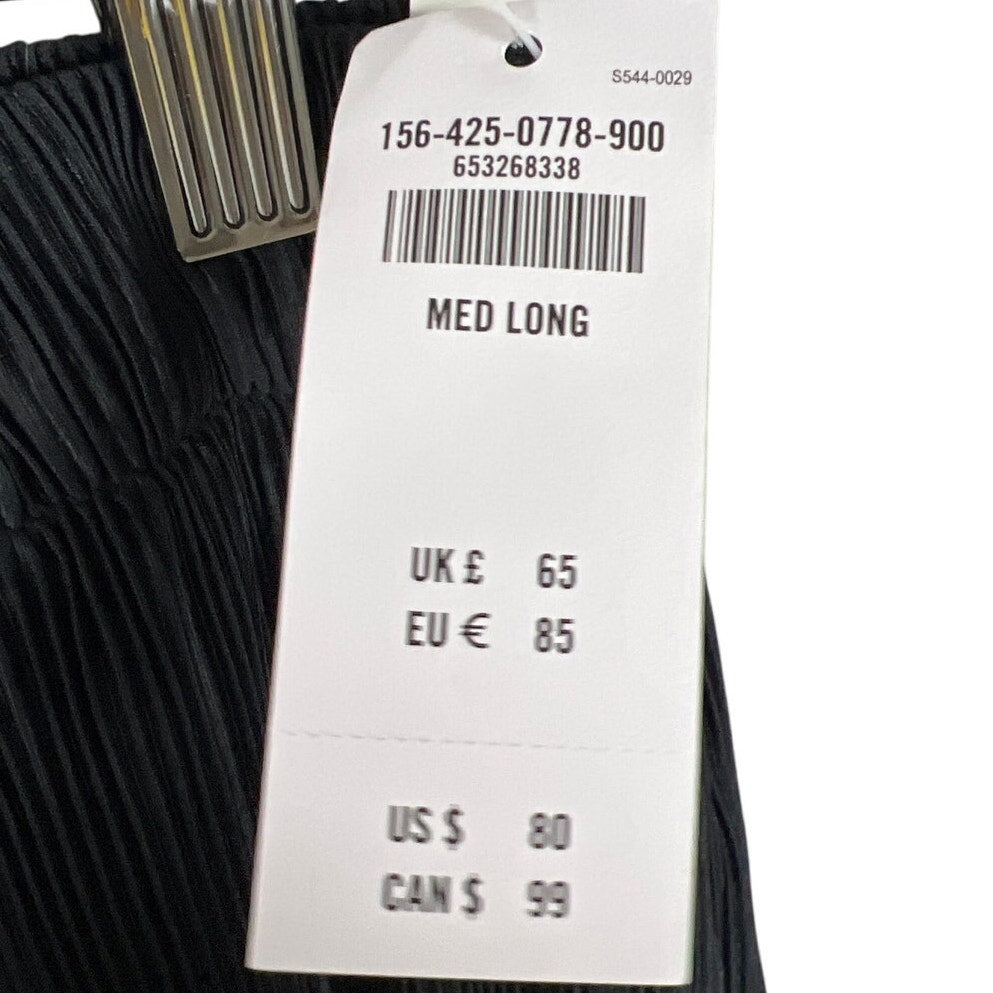 S544-0029
156-425-0778-900
653268338
MED LONG
UK £ 65
EU € 85
US $ 80
CAN $ 99